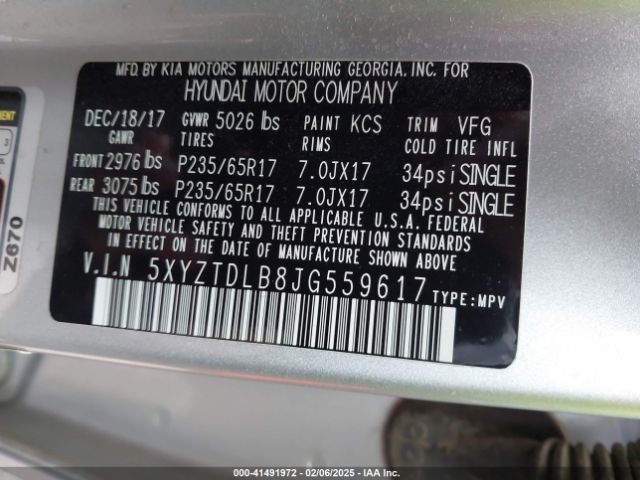 MFD. BY KIA MOTORS MANUFACTURING GEORGIA, INC. FOR
HYUNDAI MOTOR COMPANY
DEC/18/17 GVWR 5026 lbs PAINT KCS TRIM VFG
GAWR TIRES RIMS COLD TIRE INFL
FRONT 2976 lbs P235/65R17 7.0JX17 34psi SINGLE
REAR 3075 lbs P235/65R17 7.0JX17 34psi SINGLE
THIS VEHICLE CONFORMS TO ALL APPLICABLE U.S.A. FEDERAL
MOTOR VEHICLE SAFETY AND THEFT PREVENTION STANDARDS
IN EFFECT ON THE DATE OF MANUFACTURE SHOWN ABOVE.
V.I.N 5XYZTDLB8JG559617 TYPE:MPV
Z670
000-41491972 - 02/06/2025 - IAA Inc.